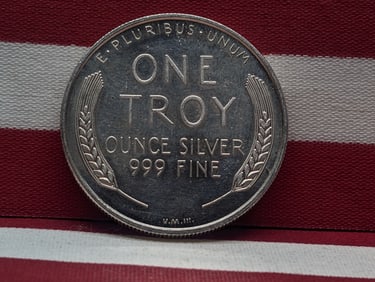 E·PLURIBUS·UNUM
ONE
TROY
OUNCE SILVER
999 FINE